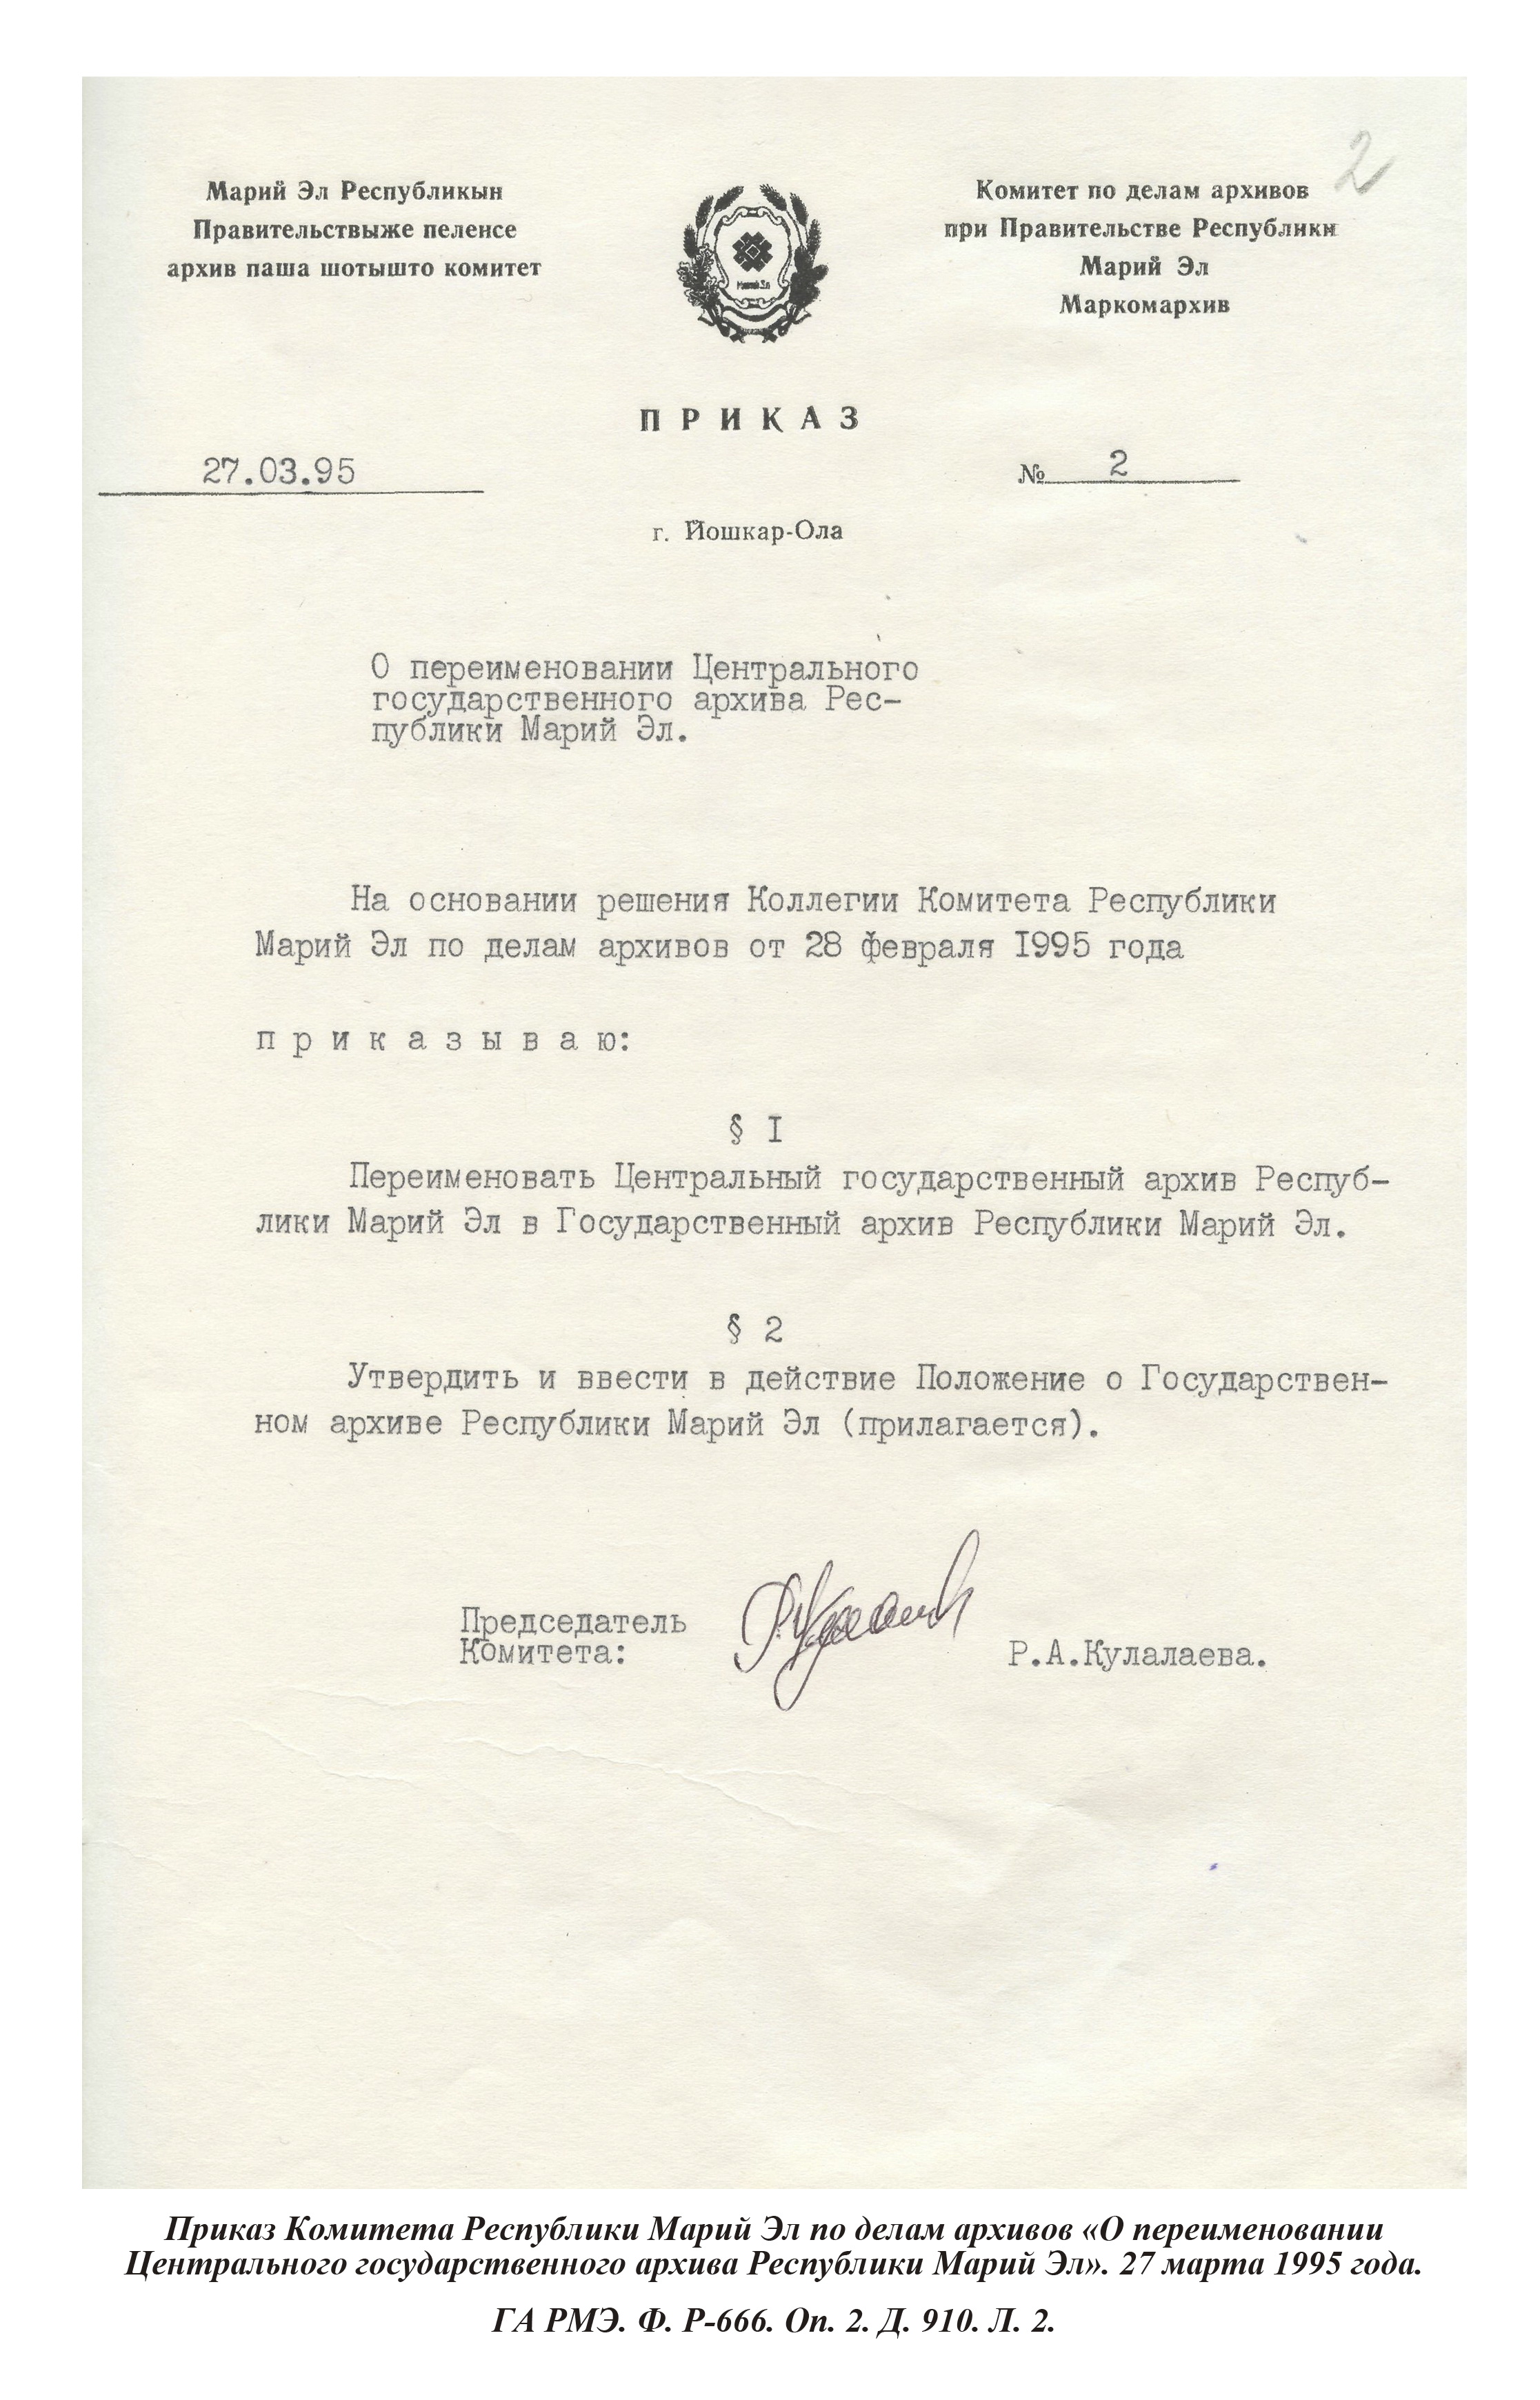 2
Марий Эл Республикын
Правительствыже пеленсе
архив паша шотышто комитет
Марий Эл
Комитет по делам архивов
при Правительстве Республики
Марий Эл
Маркомархив
ПРИКАЗ
27.03.95
№ 2
г. Йошкар-Ола
О переименовании Центрального
государственного архива Рес-
публики Марий Эл.
На основании решения Коллегии Комитета Республики
Марий Эл по делам архивов от 28 февраля I995 года
приказываю:
§ I
Переименовать Центральный государственный архив Респуб-
лики Марий Эл в Государственный архив Республики Марий Эл.
§ 2
Утвердить и ввести в действие Положение о Государствен-
ном архиве Республики Марий Эл (прилагается).
Председатель
Комитета:
Р.А.Кулалаева.
Приказ Комитета Республики Марий Эл по делам архивов «О переименовании
Центрального государственного архива Республики Марий Эл». 27 марта 1995 года.
ГА РМЭ. Ф. Р-666. Оп. 2. Д. 910. Л. 2.